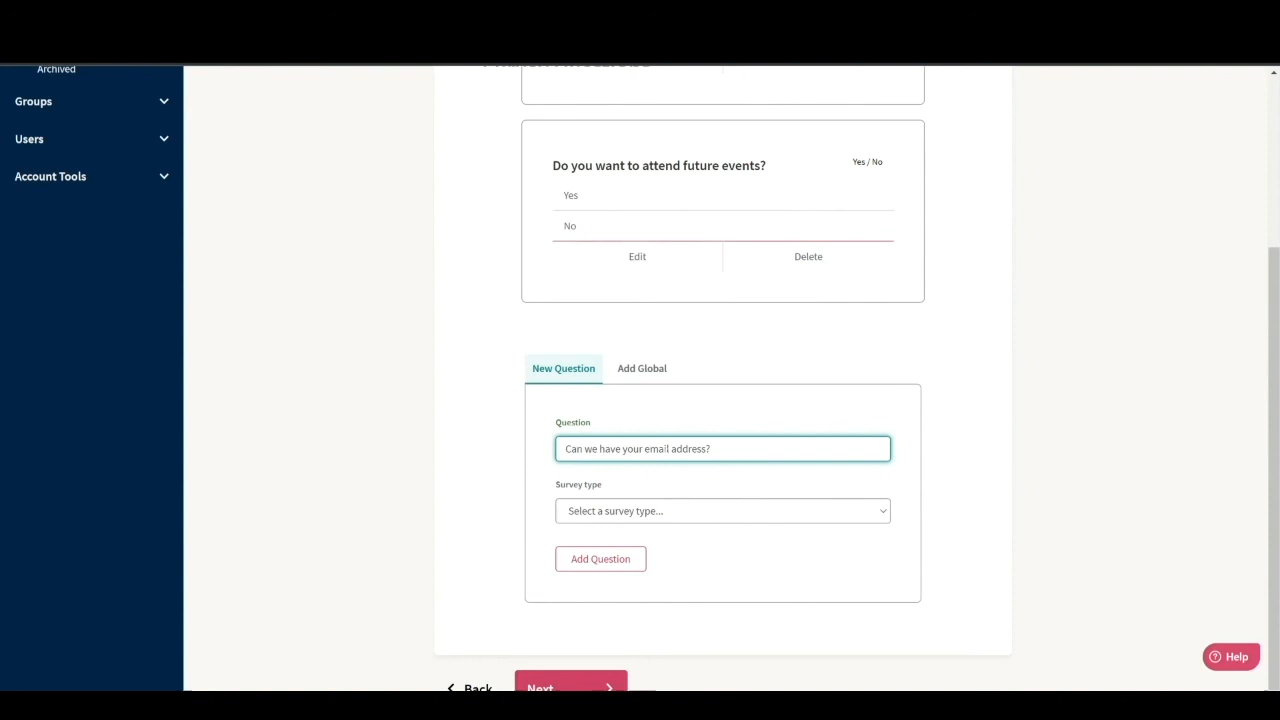 Archived
Groups
Users
Account Tools
Do you want to attend future events?
Yes / No
Yes
No
Edit
Delete
New Question
Add Global
Question
Can we have your email address?
Survey type
Select a survey type...
Add Question
Help
Back
Next